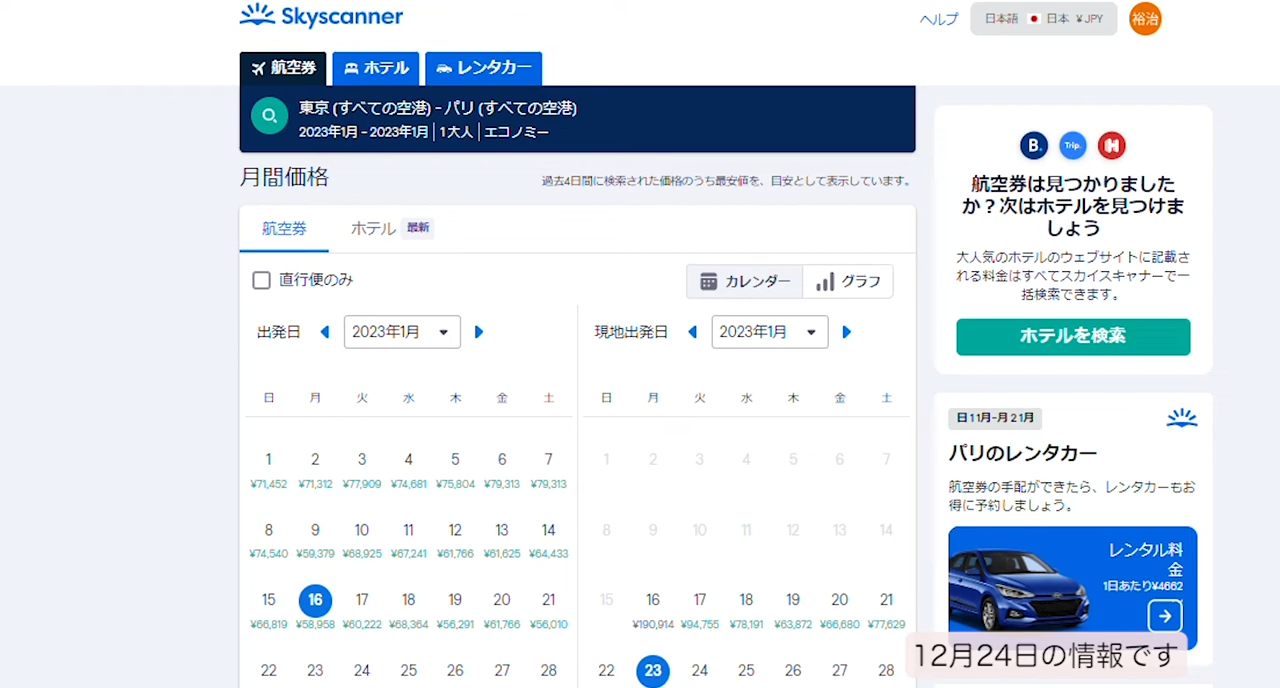 Skyscanner
ヘルプ
日本語 日本 ¥ JPY
裕治
航空券
ホテル
レンタカー
東京 (すべての空港) - パリ (すべての空港)
2023年1月 - 2023年1月 | 1 大人 | エコノミー
月間価格
過去4日間に検索された価格のうち最安値を、目安として表示しています。
航空券
ホテル 最新
直行便のみ
カレンダー
グラフ
出発日 2023年1月
日 月 火 水 木 金 土
1 2 3 4 5 6 7
¥71,452 ¥71,312 ¥77,909 ¥74,681 ¥75,804 ¥79,313 ¥79,313
8 9 10 11 12 13 14
¥74,540 ¥59,379 ¥68,925 ¥67,241 ¥61,766 ¥61,625 ¥64,433
15 16 17 18 19 20 21
¥66,819 ¥58,958 ¥60,222 ¥68,364 ¥56,291 ¥61,766 ¥56,010
22 23 24 25 26 27 28
現地出発日 2023年1月
日 月 火 水 木 金 土
1 2 3 4 5 6 7
8 9 10 11 12 13 14
15 16 17 18 19 20 21
¥190,914 ¥94,755 ¥78,191 ¥63,872 ¥66,680 ¥77,629
22 23 24 25 26 27 28
B. Trip. H
航空券は見つかりました
か？次はホテルを見つけま
しょう
大人気のホテルのウェブサイトに記載さ
れる料金はすべてスカイスキャナーで一
括検索できます。
ホテルを検索
日 1 1月-月 2 1月
パリのレンタカー
航空券の手配ができたら、レンタカーもお
得に予約しましょう。
レンタル料
金
1日あたり¥4662
12月24日の情報です